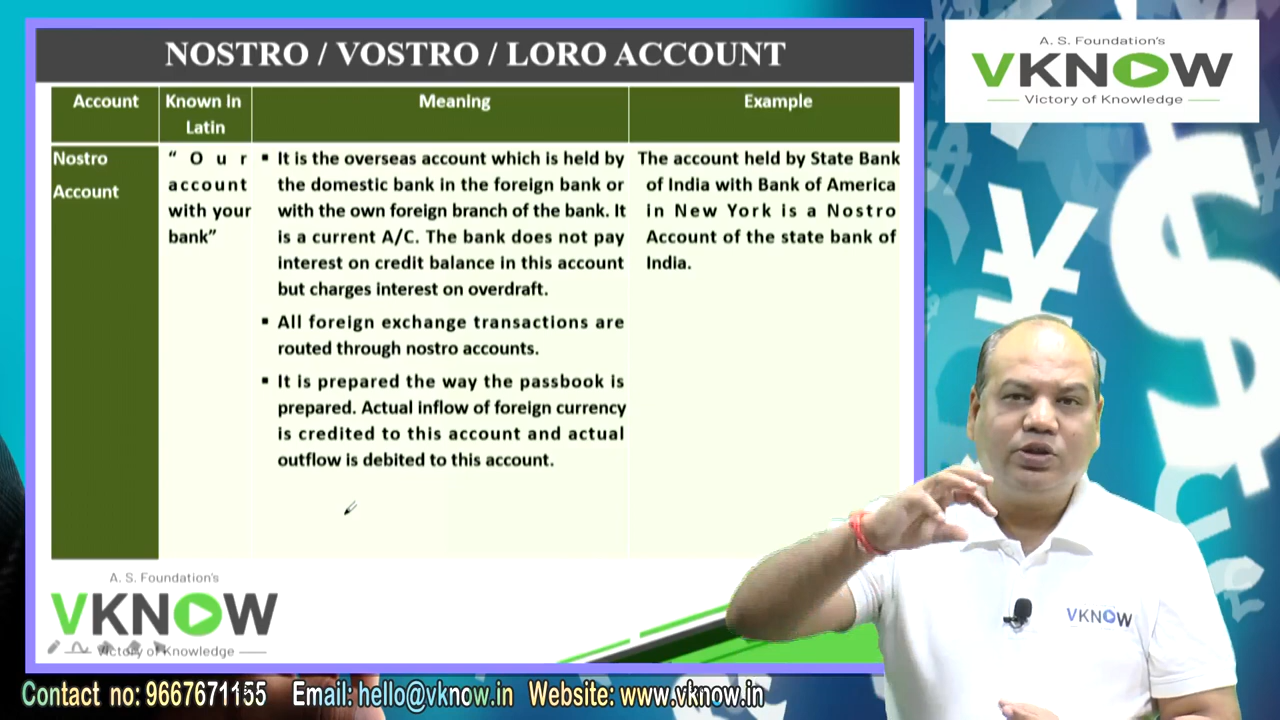 NOSTRO / VOSTRO / LORO ACCOUNT
A. S. Foundation's
VKNOW
Victory of Knowledge
Account
Known in
Latin
Meaning
Example
Nostro
Account
“ O u r
account
with your
bank”
▪ It is the overseas account which is held by
the domestic bank in the foreign bank or
with the own foreign branch of the bank. It
is a current A/C. The bank does not pay
interest on credit balance in this account
but charges interest on overdraft.
▪ All foreign exchange transactions are
routed through nostro accounts.
▪ It is prepared the way the passbook is
prepared. Actual inflow of foreign currency
is credited to this account and actual
outflow is debited to this account.
The account held by State Bank
of India with Bank of America
in New York is a Nostro
Account of the state bank of
India.
A. S. Foundation's
VKNOW
Victory of Knowledge
VKNOW
Contact no: 9667671155 Email: hello@vknow.in Website: www.vknow.in